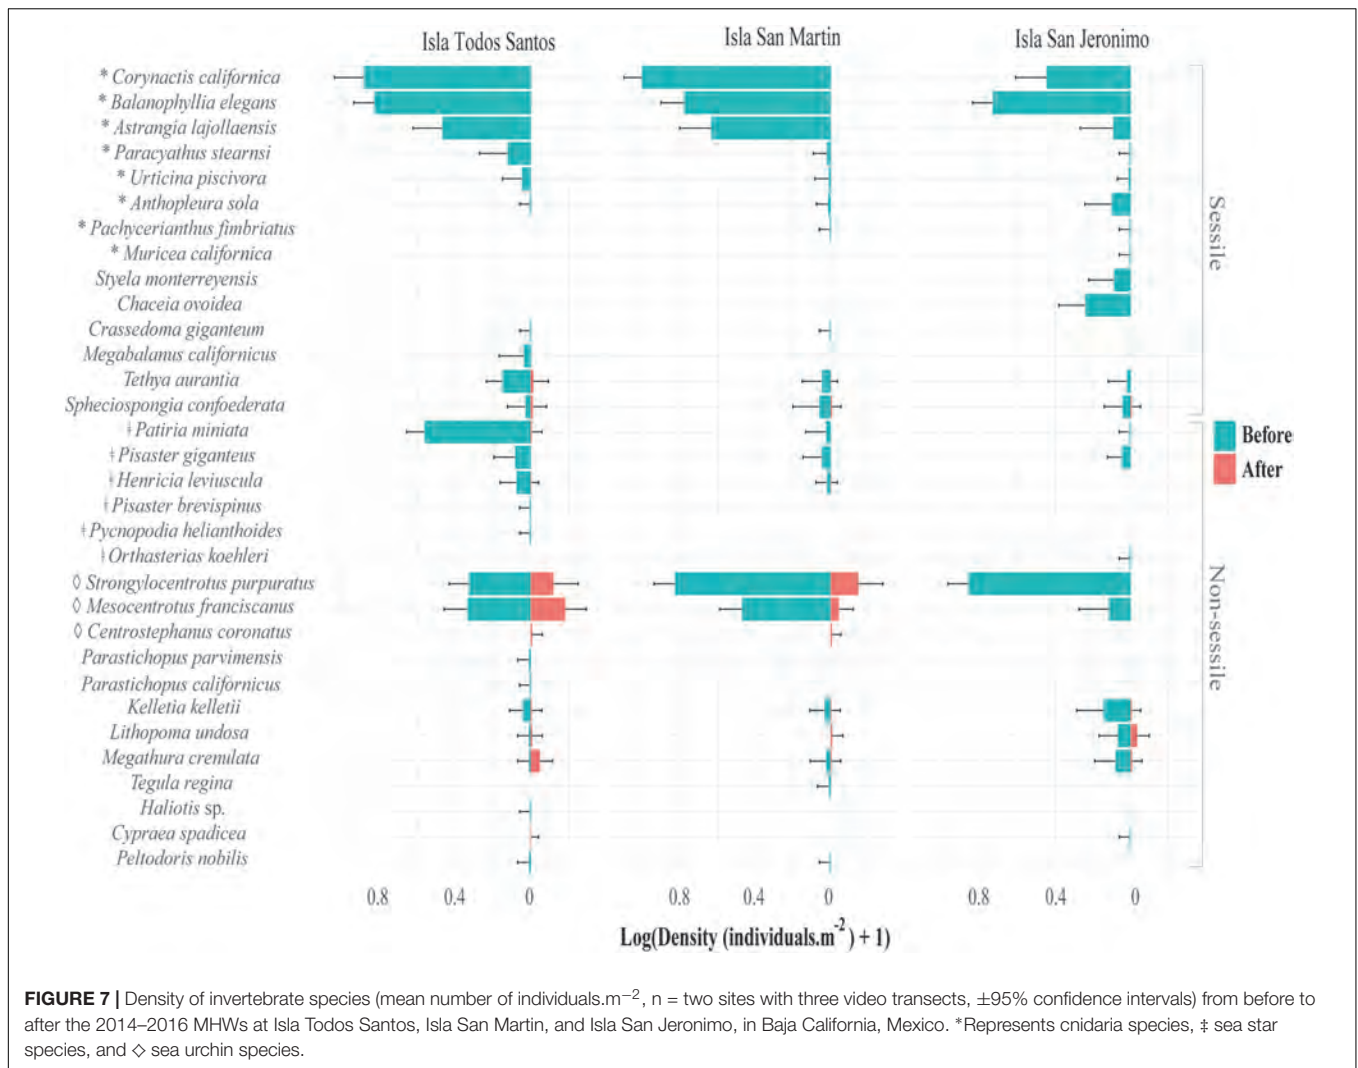 Isla Todos Santos
Isla San Martin
Isla San Jeronimo
* Corynactis californica
* Balanophyllia elegans
* Astrangia lajollaensis
* Paracyathus stearnsi
* Urticina piscivora
* Anthopleura sola
* Pachycerianthus fimbriatus
* Muricea californica
Styela monterreyensis
Chaceia ovoidea
Crassedoma giganteum
Megabalanus californicus
Tethya aurantia
Spheciospongia confoederata
‡ Patiria miniata
‡ Pisaster giganteus
‡ Henricia leviuscula
‡ Pisaster brevispinus
‡ Pycnopodia helianthoides
‡ Orthasterias koehleri
◊ Strongylocentrotus purpuratus
◊ Mesocentrotus franciscanus
◊ Centrostephanus coronatus
Parastichopus parvimensis
Parastichopus californicus
Kelletia kelletii
Lithopoma undosa
Megathura crenulata
Tegula regina
Haliotis sp.
Cypraea spadicea
Peltodoris nobilis
Sessile
Non-sessile
Before
After
0.8 0.4 0 0.8 0.4 0 0.8 0.4 0
Log(Density (individuals.m⁻²) + 1)
FIGURE 7 | Density of invertebrate species (mean number of individuals.m⁻², n = two sites with three video transects, ±95% confidence intervals) from before to
after the 2014–2016 MHWs at Isla Todos Santos, Isla San Martin, and Isla San Jeronimo, in Baja California, Mexico. *Represents cnidaria species, ‡ sea star
species, and ◇ sea urchin species.